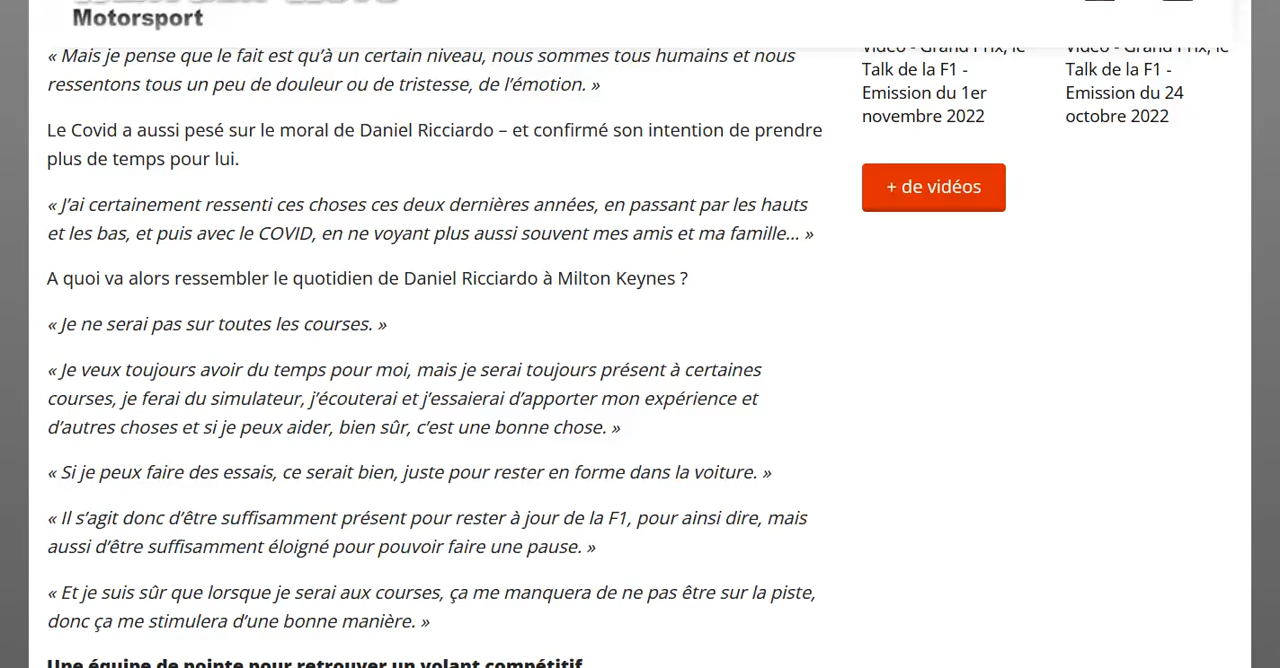 Motorsport
« Mais je pense que le fait est qu’à un certain niveau, nous sommes tous humains et nous
ressentons tous un peu de douleur ou de tristesse, de l’émotion. »
Le Covid a aussi pesé sur le moral de Daniel Ricciardo – et confirmé son intention de prendre
plus de temps pour lui.
« J’ai certainement ressenti ces choses ces deux dernières années, en passant par les hauts
et les bas, et puis avec le COVID, en ne voyant plus aussi souvent mes amis et ma famille… »
A quoi va alors ressembler le quotidien de Daniel Ricciardo à Milton Keynes ?
« Je ne serai pas sur toutes les courses. »
« Je veux toujours avoir du temps pour moi, mais je serai toujours présent à certaines
courses, je ferai du simulateur, j’écouterai et j’essaierai d’apporter mon expérience et
d’autres choses et si je peux aider, bien sûr, c’est une bonne chose. »
« Si je peux faire des essais, ce serait bien, juste pour rester en forme dans la voiture. »
« Il s’agit donc d’être suffisamment présent pour rester à jour de la F1, pour ainsi dire, mais
aussi d’être suffisamment éloigné pour pouvoir faire une pause. »
« Et je suis sûr que lorsque je serai aux courses, ça me manquera de ne pas être sur la piste,
donc ça me stimulera d’une bonne manière. »
Une équipe de pointe pour retrouver un volant compétitif
Vidéo - Grand Prix, le
Talk de la F1 -
Emission du 1er
novembre 2022
Vidéo - Grand Prix, le
Talk de la F1 -
Emission du 24
octobre 2022
+ de vidéos